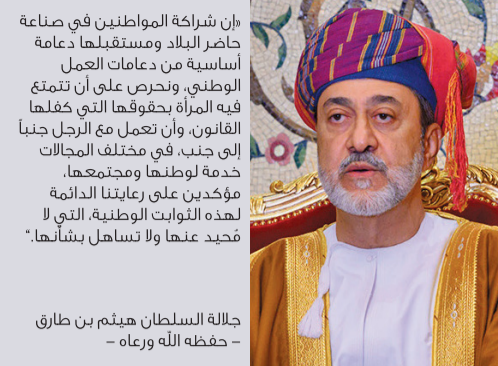 «إن شراكة المواطنين في صناعة
حاضر البلاد ومستقبلها دعامة
أساسية من دعامات العمل
الوطني، ونحرص على أن تتمتع
فيه المرأة بحقوقها التي كفلها
القانون، وأن تعمل مع الرجل جنباً
إلى جنب، في مختلف المجالات
خدمة لوطنها ومجتمعها،
مؤكدين على رعايتنا الدائمة
لهذه الثوابت الوطنية، التي لا
مَحيد عنها ولا تساهل بشأنها.“
جلالة السلطان هيثم بن طارق
– حفظه الله ورعاه –